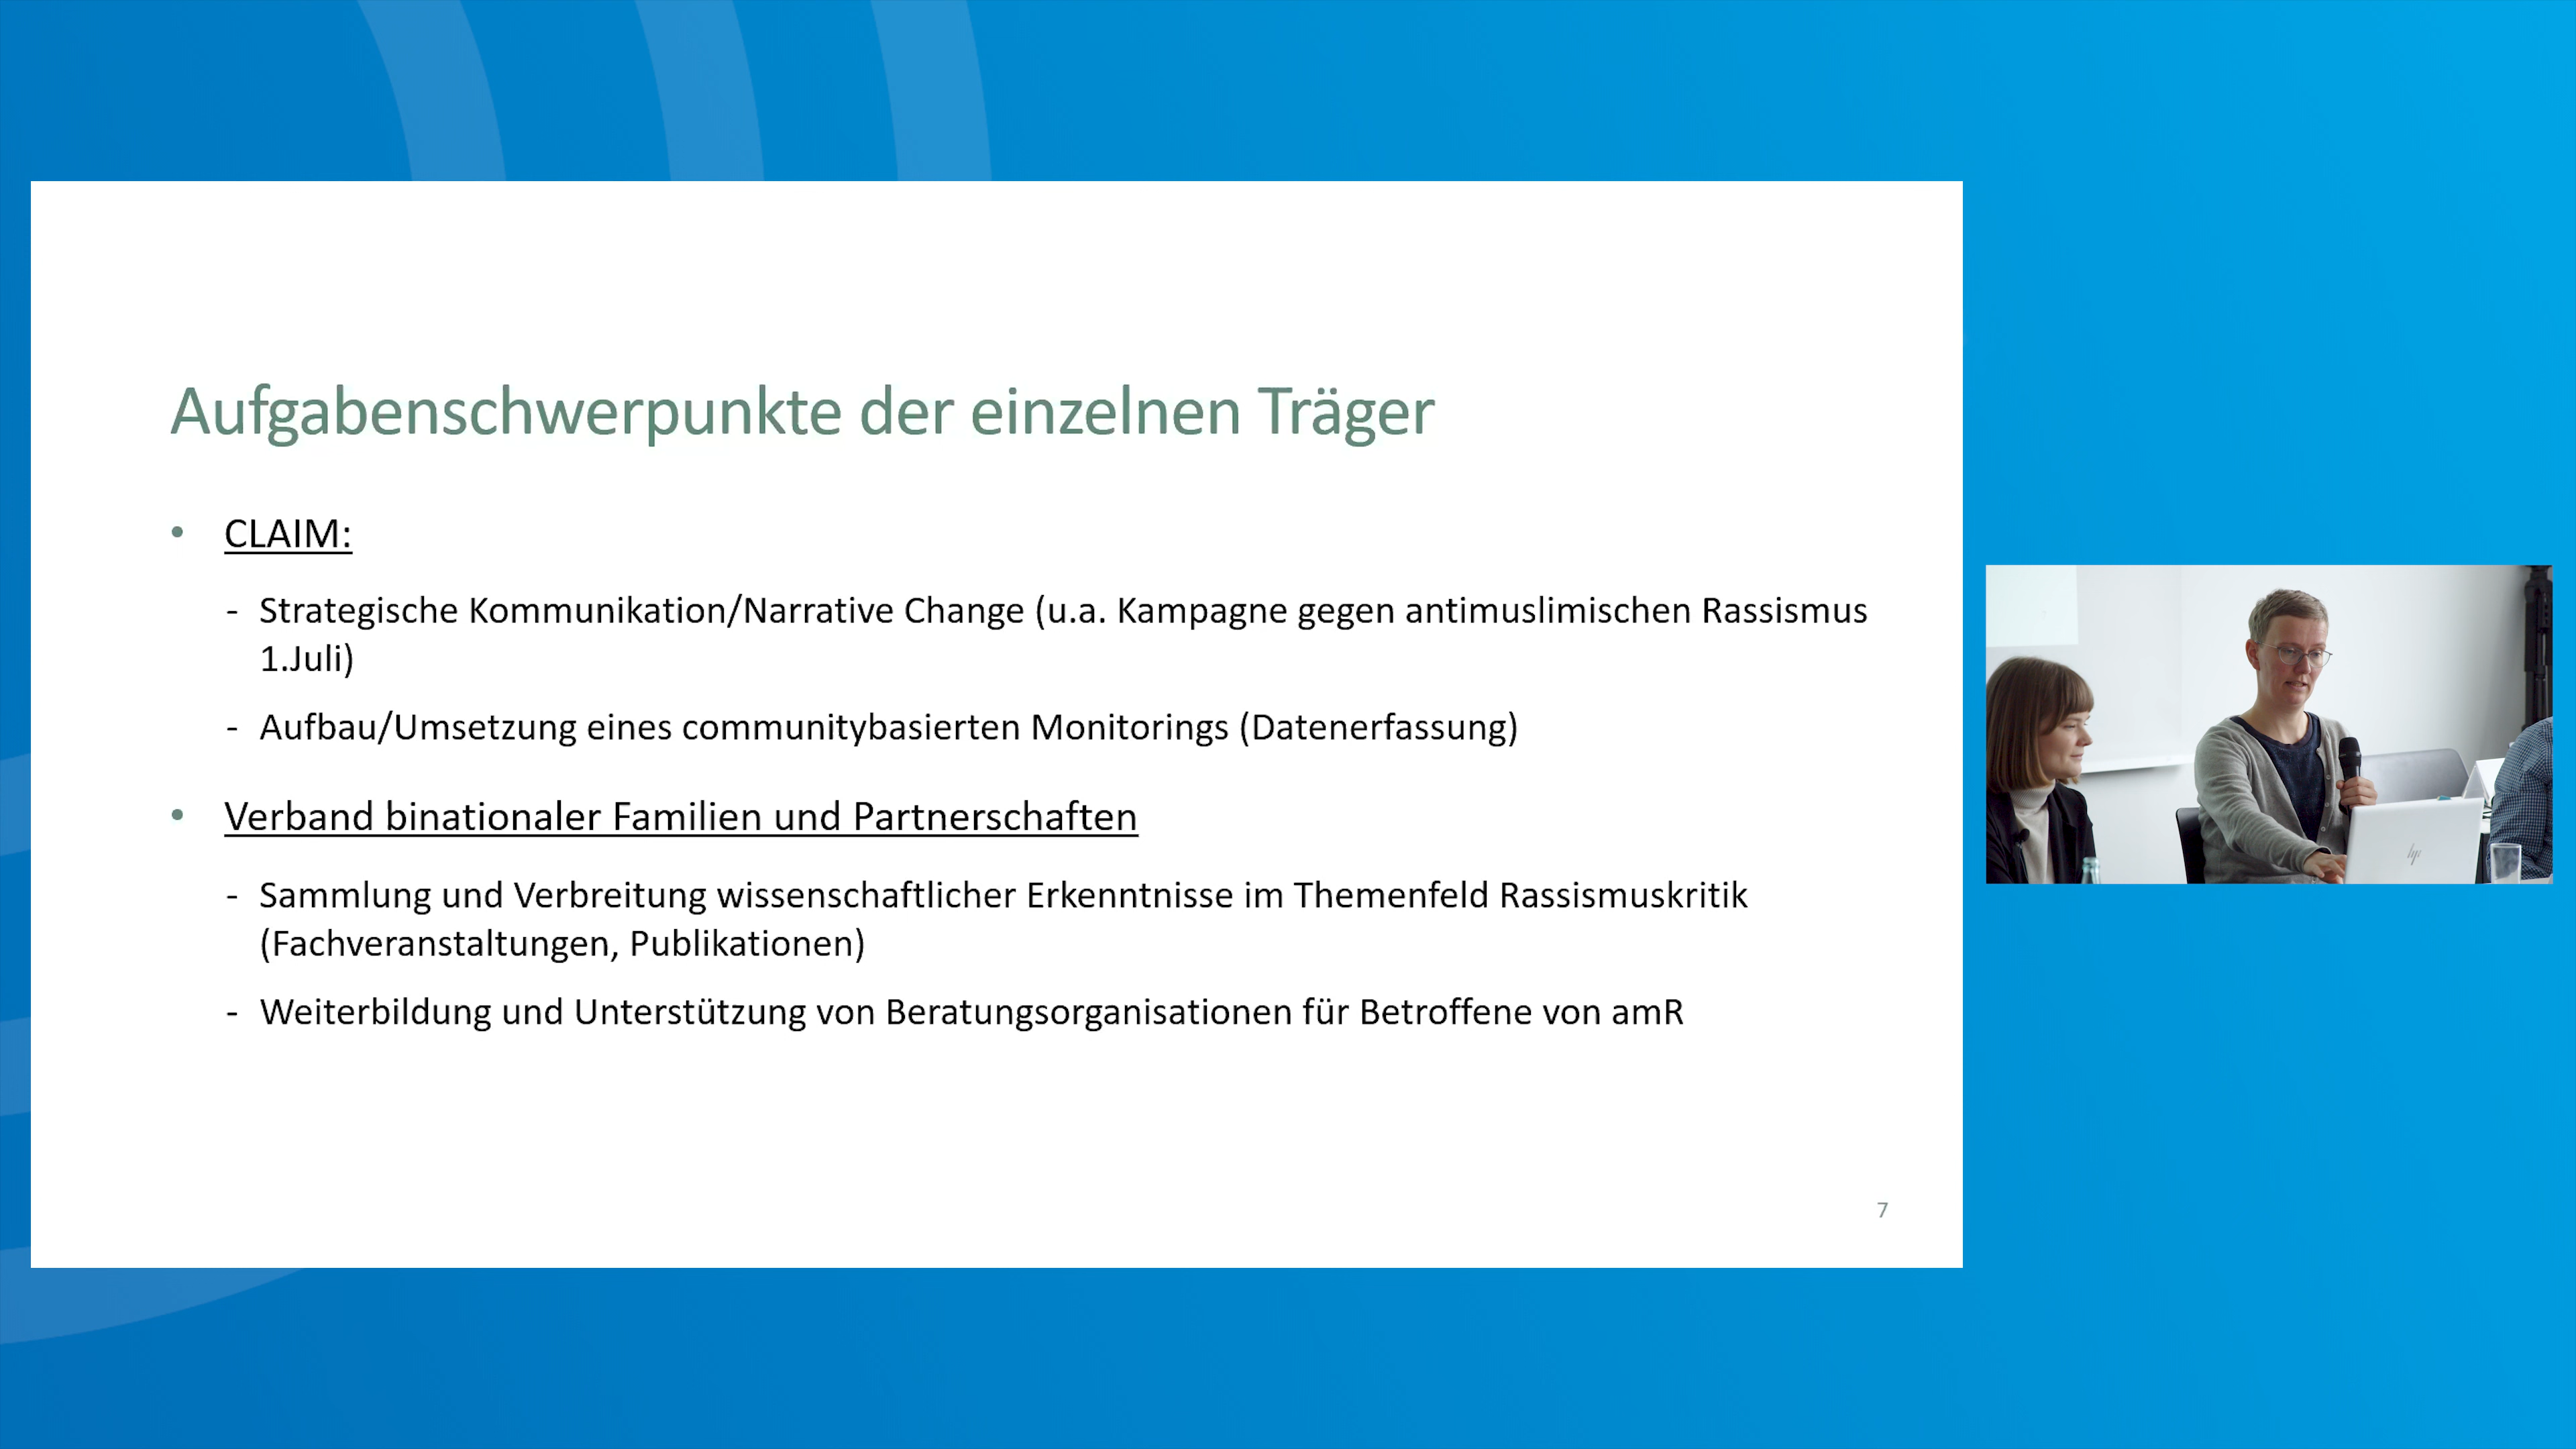 Aufgabenschwerpunkte der einzelnen Träger
• CLAIM:
- Strategische Kommunikation/Narrative Change (u.a. Kampagne gegen antimuslimischen Rassismus
1.Juli)
- Aufbau/Umsetzung eines communitybasierten Monitorings (Datenerfassung)
• Verband binationaler Familien und Partnerschaften
- Sammlung und Verbreitung wissenschaftlicher Erkenntnisse im Themenfeld Rassismuskritik
(Fachveranstaltungen, Publikationen)
- Weiterbildung und Unterstützung von Beratungsorganisationen für Betroffene von amR
7
hp